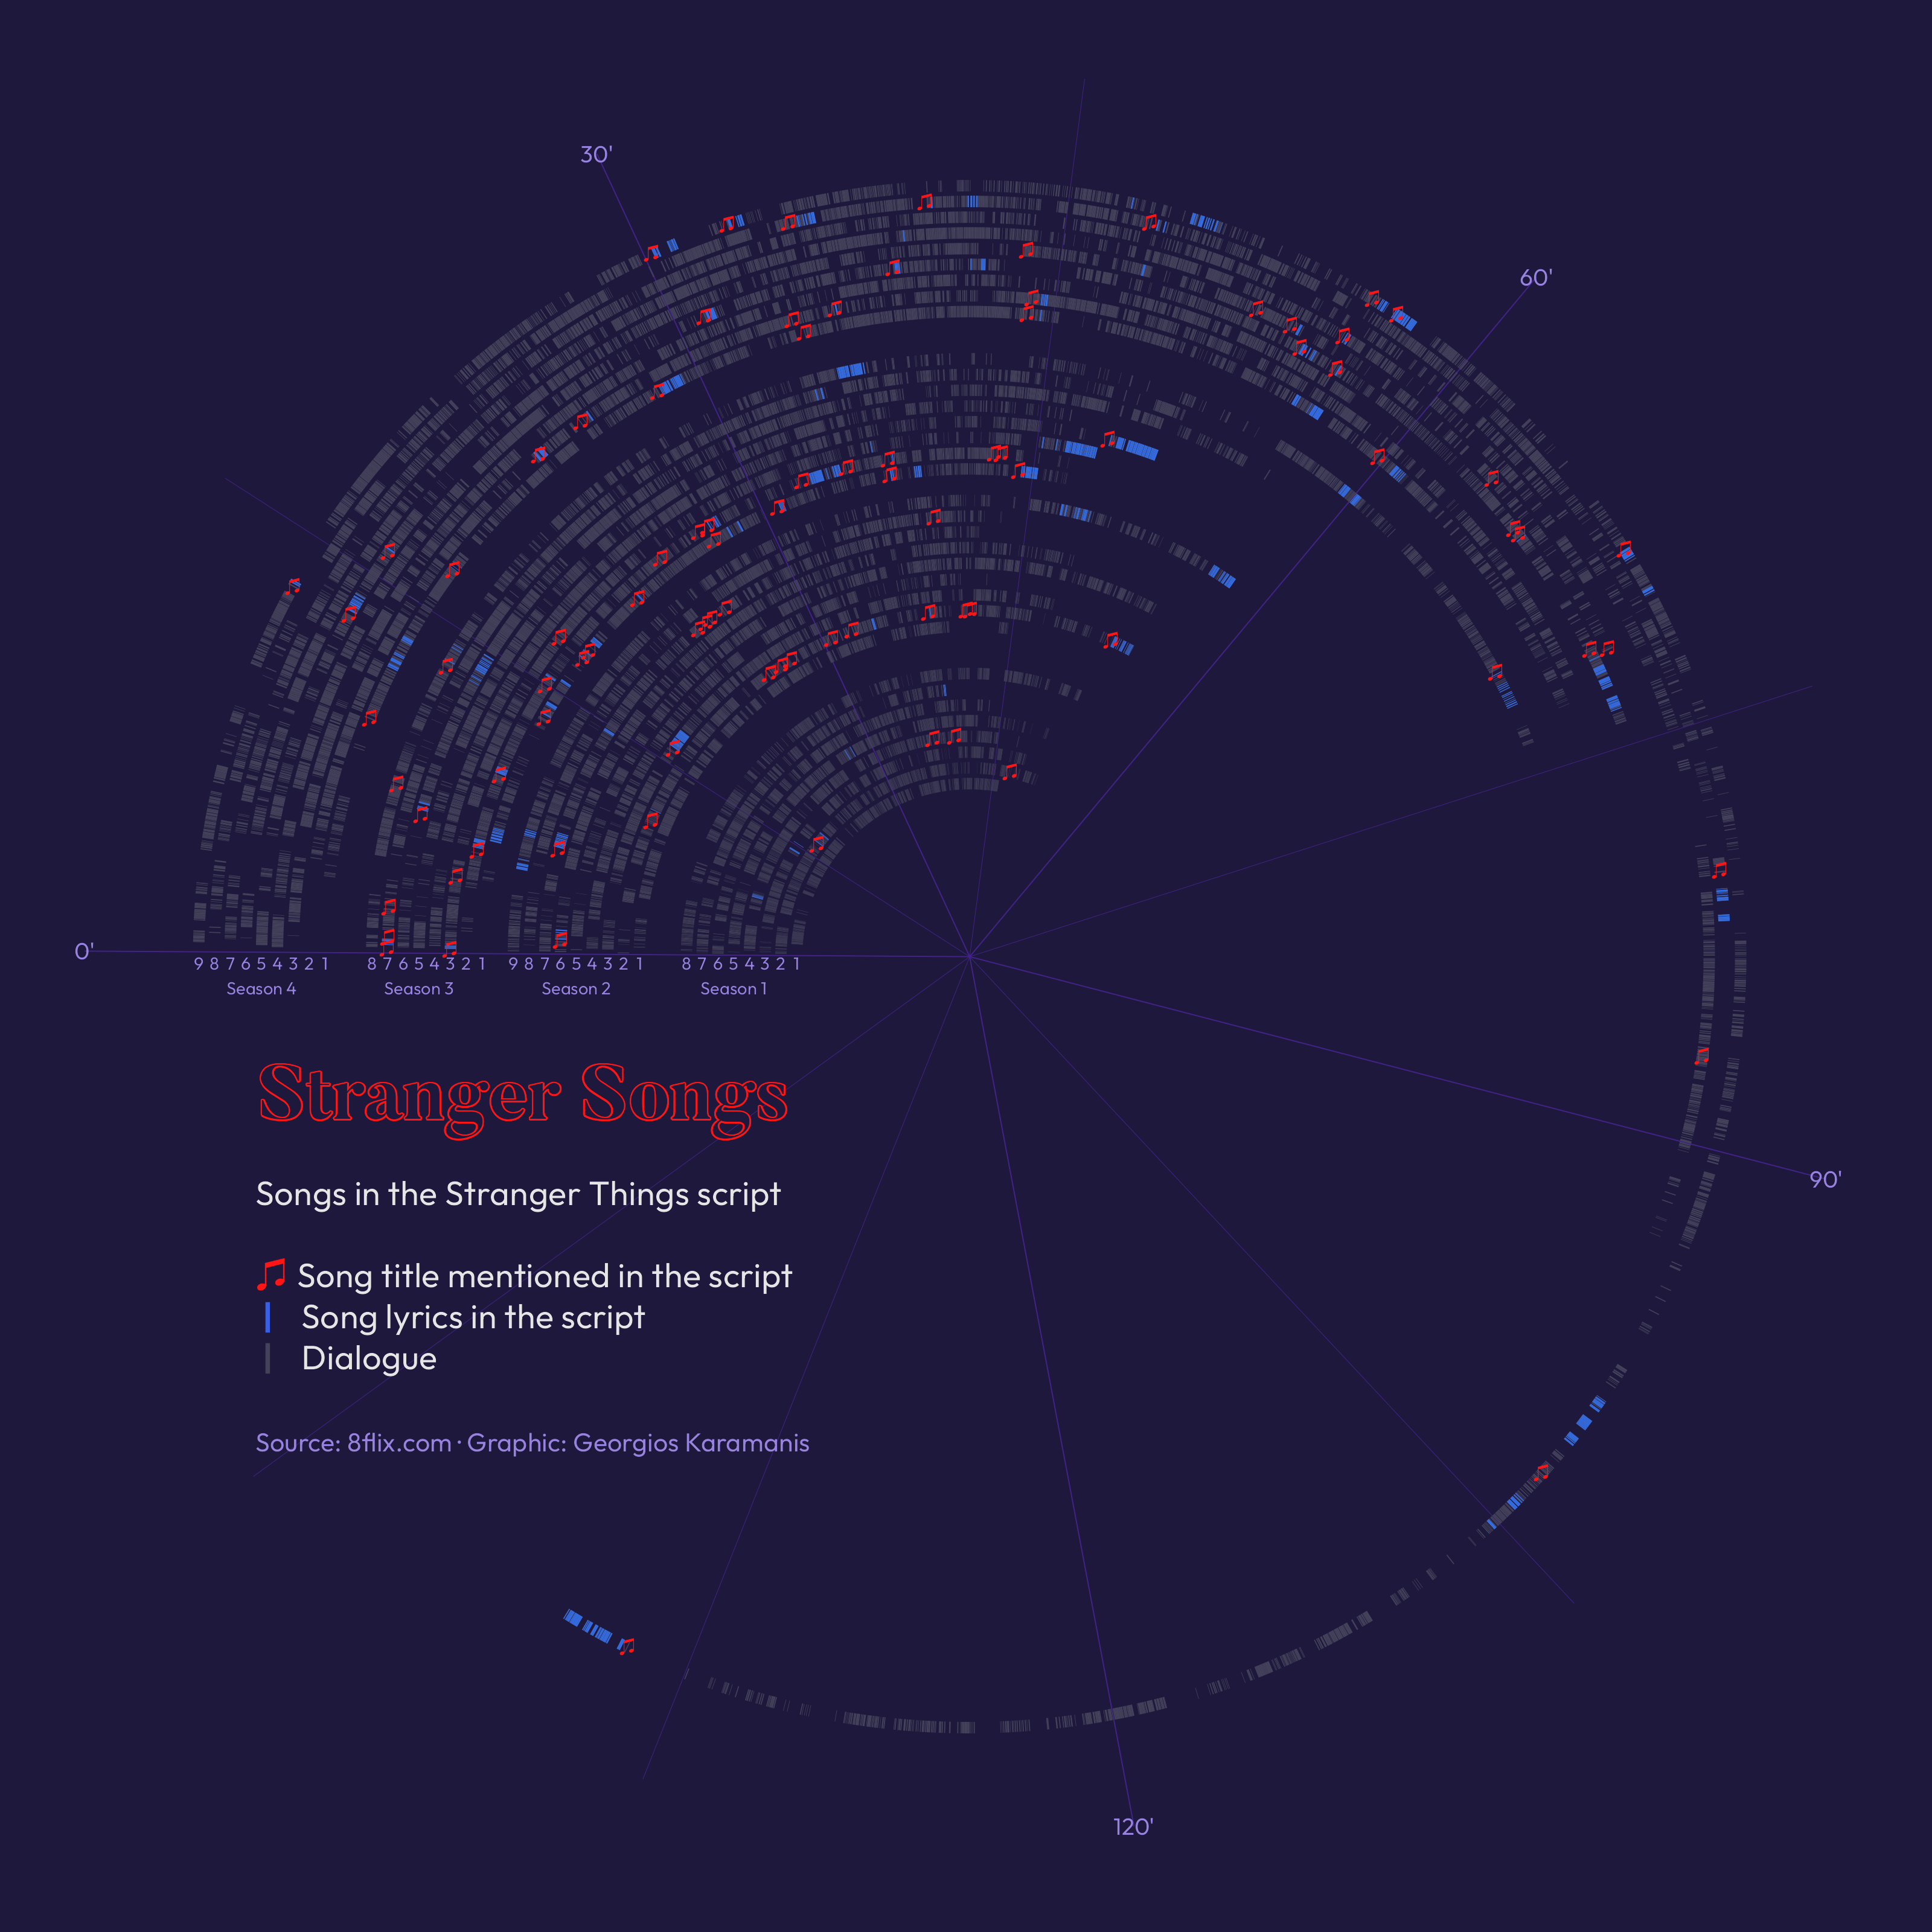 30'
60'
0'
9 8 7 6 5 4 3 2 1 8 7 6 5 4 3 2 1 9 8 7 6 5 4 3 2 1 8 7 6 5 4 3 2 1
Season 4 Season 3 Season 2 Season 1
Stranger Songs
90'
Songs in the Stranger Things script
Song title mentioned in the script
Song lyrics in the script
Dialogue
Source: 8flix.com · Graphic: Georgios Karamanis
120'